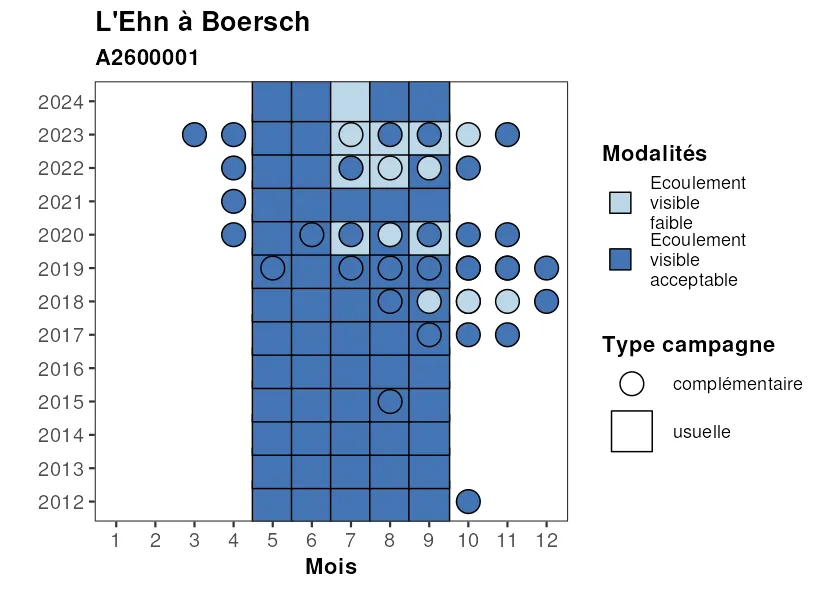 L'Ehn à Boersch
A2600001
2024
2023
2022
2021
2020
2019
2018
2017
2016
2015
2014
2013
2012
1 2 3 4 5 6 7 8 9 10 11 12
Mois
Modalités
Ecoulement
visible
faible
Ecoulement
visible
acceptable
Type campagne
complémentaire
usuelle